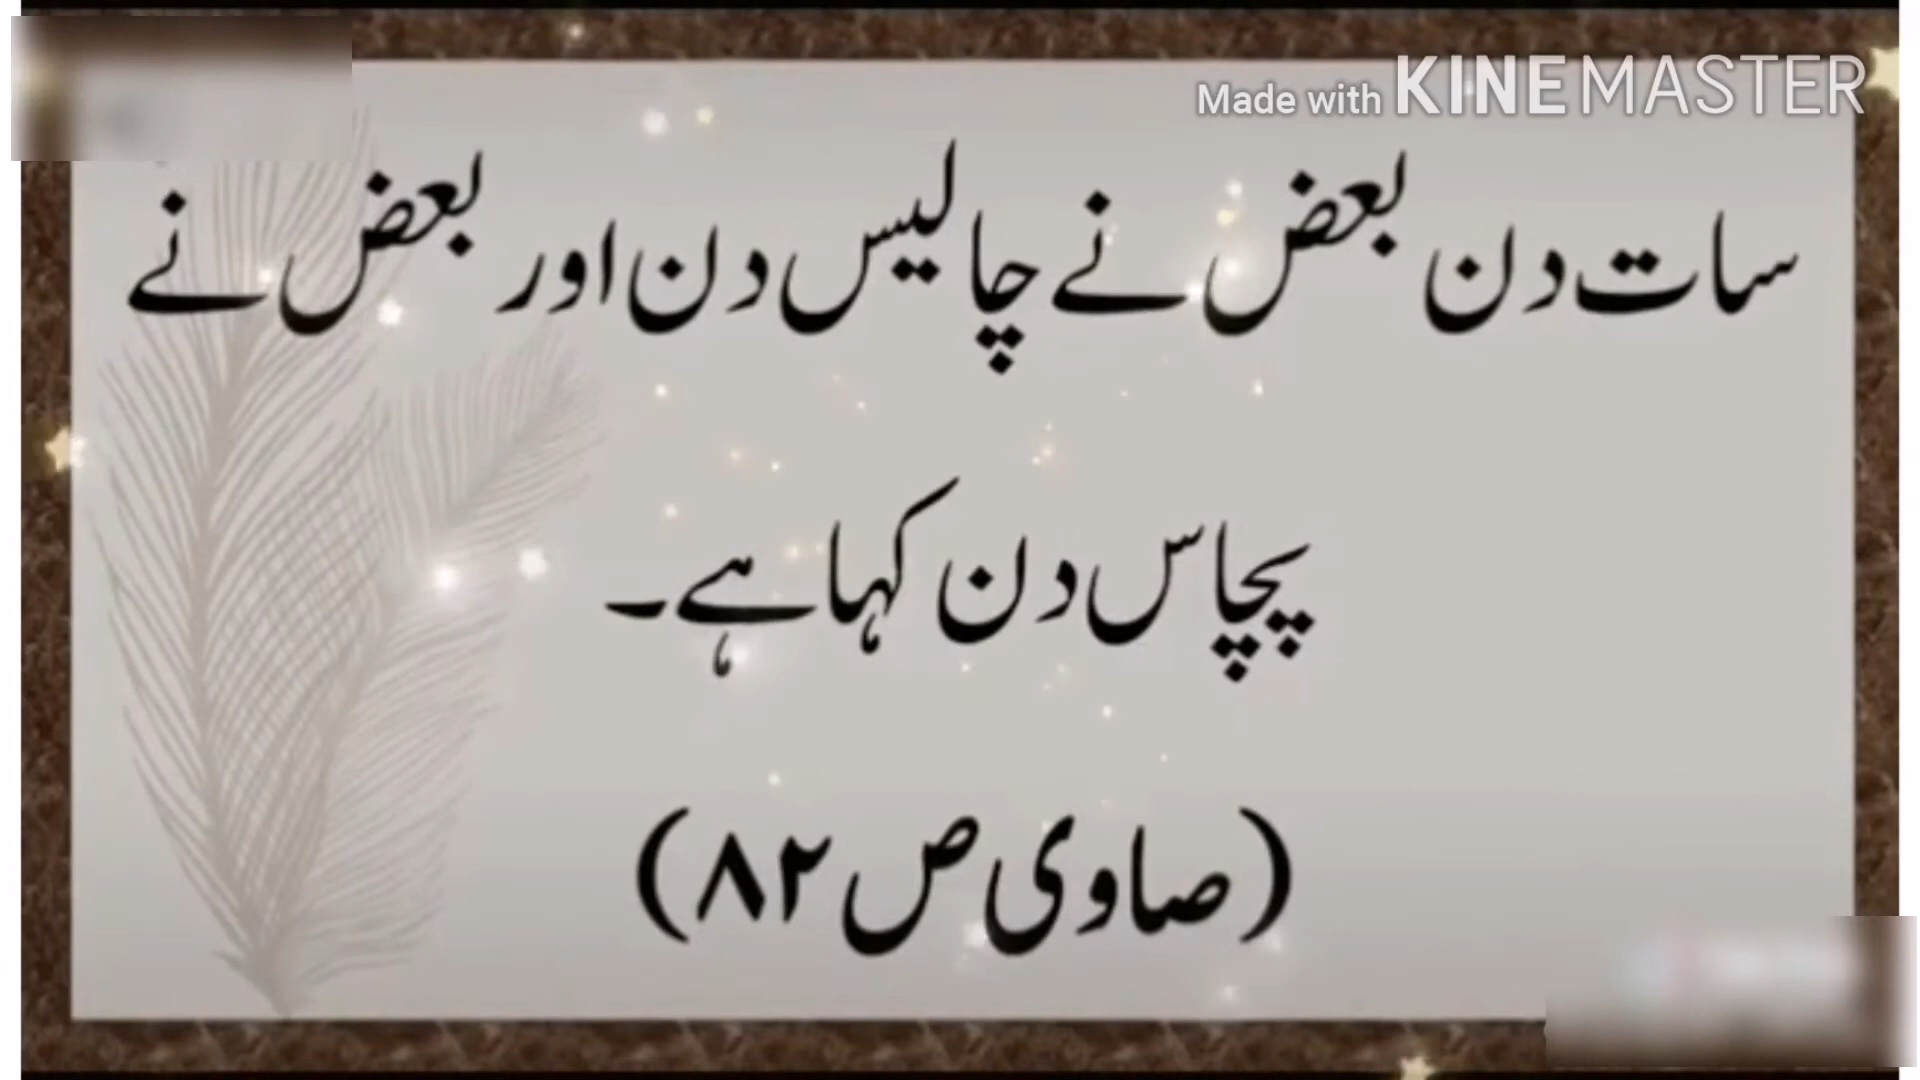 Made with KINEMASTER
سات دن بعض نے چالیس دن اور بعض نے
پچاس دن کہا ہے۔
(صاوی ص ۸۲)